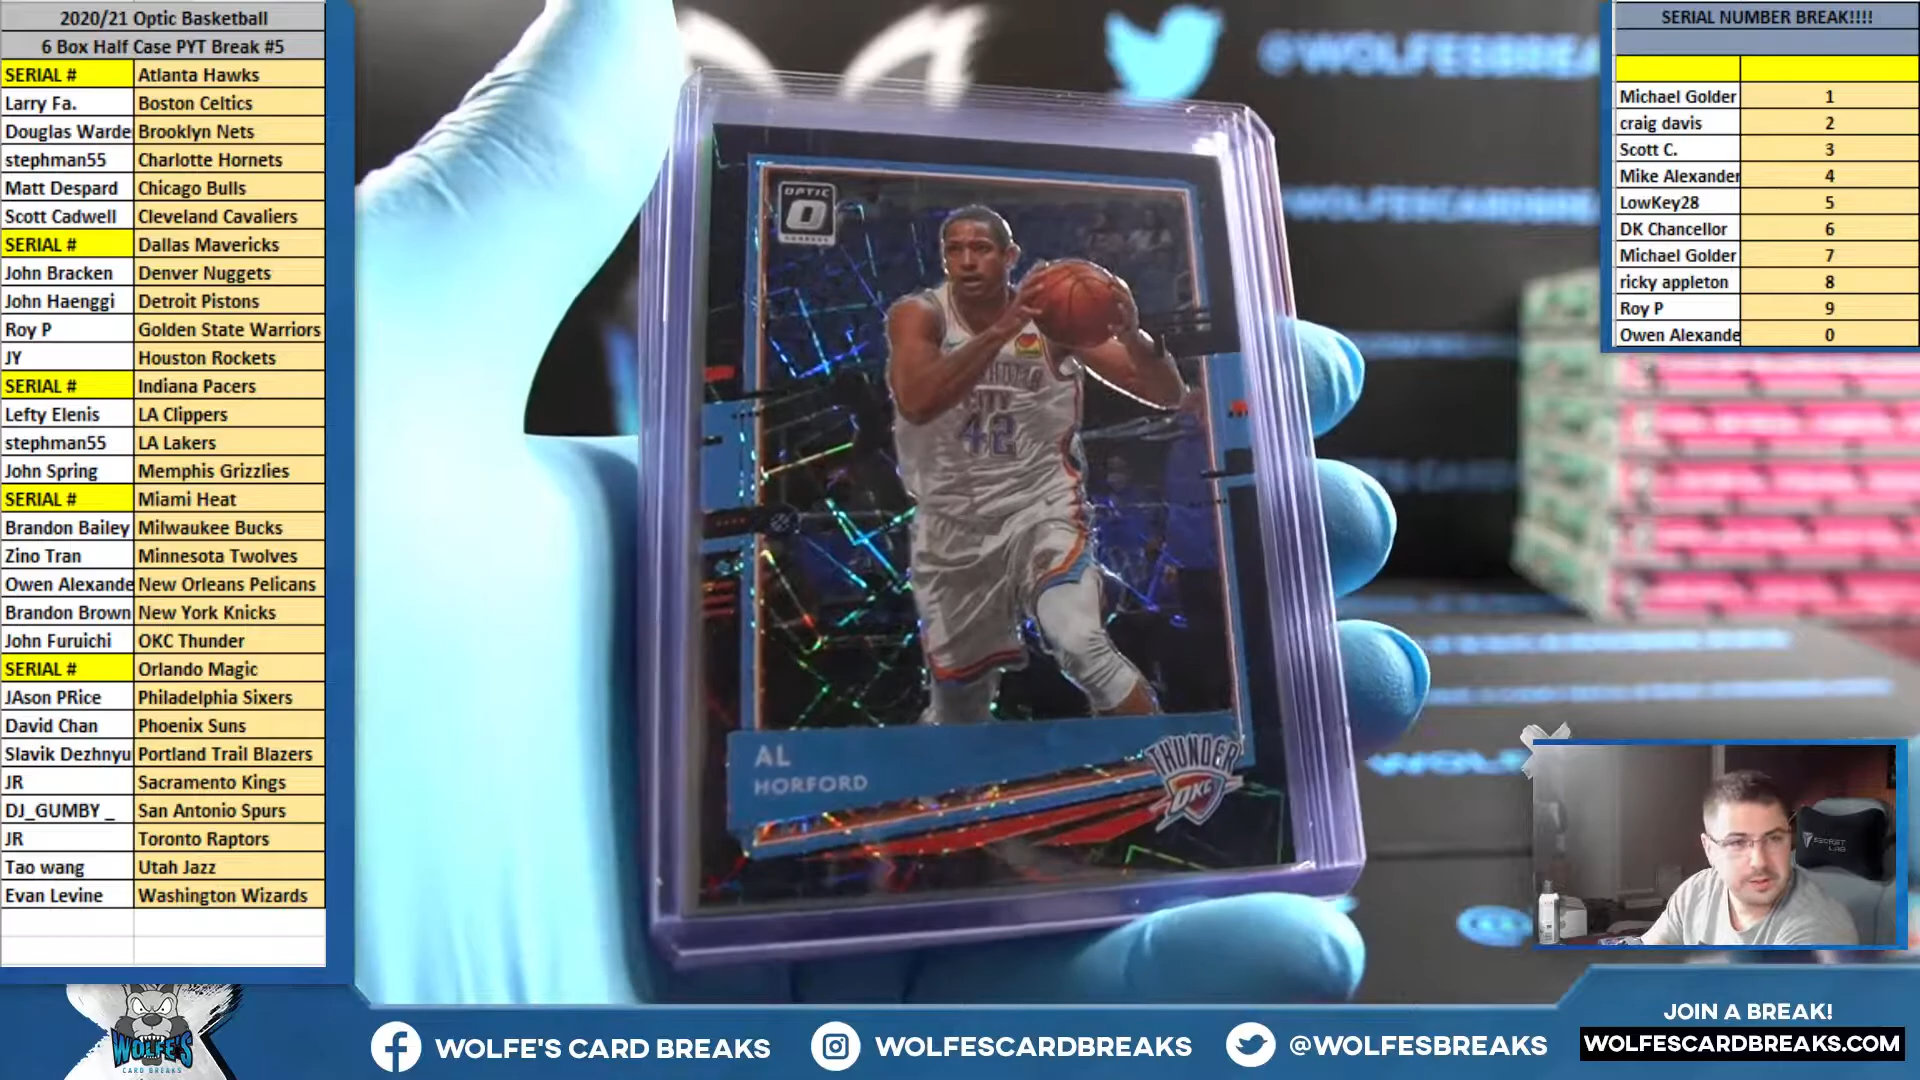 2020/21 Optic Basketball
6 Box Half Case PYT Break #5
SERIAL # Atlanta Hawks
Larry Fa. Boston Celtics
Douglas Warde Brooklyn Nets
stephman55 Charlotte Hornets
Matt Despard Chicago Bulls
Scott Cadwell Cleveland Cavaliers
SERIAL # Dallas Mavericks
John Bracken Denver Nuggets
John Haenggi Detroit Pistons
Roy P Golden State Warriors
JY Houston Rockets
SERIAL # Indiana Pacers
Lefty Elenis LA Clippers
stephman55 LA Lakers
John Spring Memphis Grizzlies
SERIAL # Miami Heat
Brandon Bailey Milwaukee Bucks
Zino Tran Minnesota Twolves
Owen Alexande New Orleans Pelicans
Brandon Brown New York Knicks
John Furuichi OKC Thunder
SERIAL # Orlando Magic
JAson PRice Philadelphia Sixers
David Chan Phoenix Suns
Slavik Dezhnyu Portland Trail Blazers
JR Sacramento Kings
DJ_GUMBY _ San Antonio Spurs
JR Toronto Raptors
Tao wang Utah Jazz
Evan Levine Washington Wizards
@WOLFESBREA
OPTIC
CITY
42
AL
HORFORD
THUNDER
OKC
SERIAL NUMBER BREAK!!!!
Michael Golder 1
craig davis 2
Scott C. 3
Mike Alexander 4
LowKey28 5
DK Chancellor 6
Michael Golder 7
ricky appleton 8
Roy P 9
Owen Alexande 0
SECRET
LAB
WOLFE'S
CARD BREAKS
WOLFE'S CARD BREAKS
WOLFESCARDBREAKS
@WOLFESBREAKS
JOIN A BREAK!
WOLFESCARDBREAKS.COM